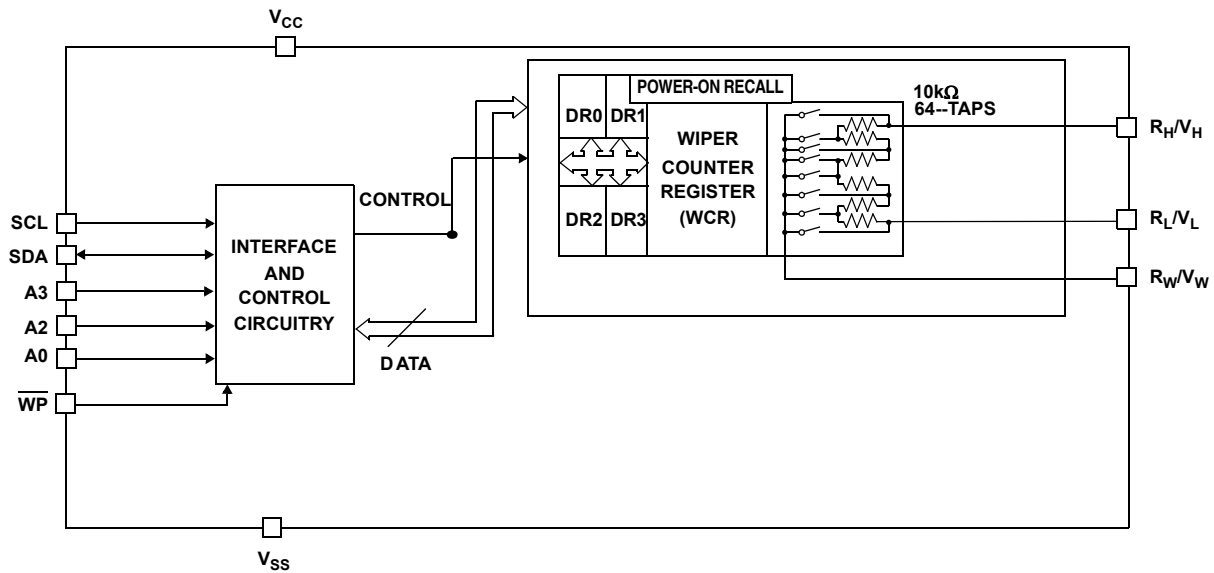 VCC
POWER-ON RECALL
10kΩ
64--TAPS
DR0 DR1
WIPER
COUNTER
REGISTER
(WCR)
DR2 DR3
RH/VH
RL/VL
RW/VW
CONTROL
SCL
SDA
A3
A2
A0
WP
INTERFACE
AND
CONTROL
CIRCUITRY
DATA
VSS